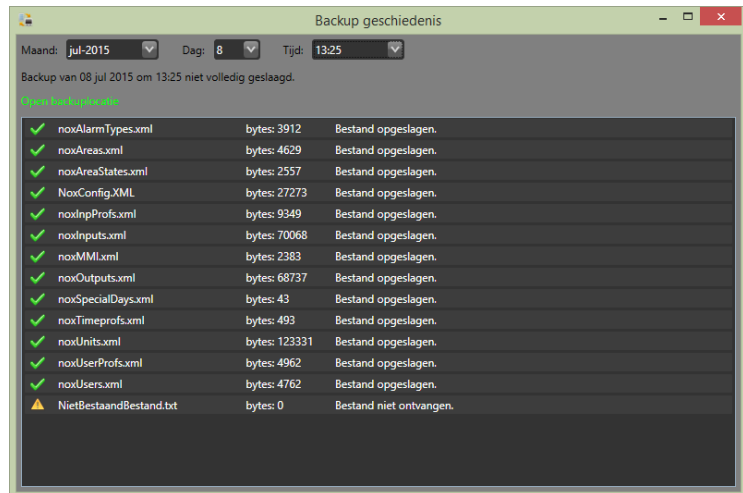 Backup geschiedenis
Maand: jul-2015 Dag: 8 Tijd: 13:25
Backup van 08 jul 2015 om 13:25 niet volledig geslaagd.
Open backuplocatie
noxAlarmTypes.xml bytes: 3912 Bestand opgeslagen.
noxAreas.xml bytes: 4629 Bestand opgeslagen.
noxAreaStates.xml bytes: 2557 Bestand opgeslagen.
NoxConfig.XML bytes: 27273 Bestand opgeslagen.
noxInpProfs.xml bytes: 9349 Bestand opgeslagen.
noxInputs.xml bytes: 70068 Bestand opgeslagen.
noxMMI.xml bytes: 2383 Bestand opgeslagen.
noxOutputs.xml bytes: 68737 Bestand opgeslagen.
noxSpecialDays.xml bytes: 43 Bestand opgeslagen.
noxTimeprofs.xml bytes: 493 Bestand opgeslagen.
noxUnits.xml bytes: 123331 Bestand opgeslagen.
noxUserProfs.xml bytes: 4962 Bestand opgeslagen.
noxUsers.xml bytes: 4762 Bestand opgeslagen.
NietBestaandBestand.txt bytes: 0 Bestand niet ontvangen.